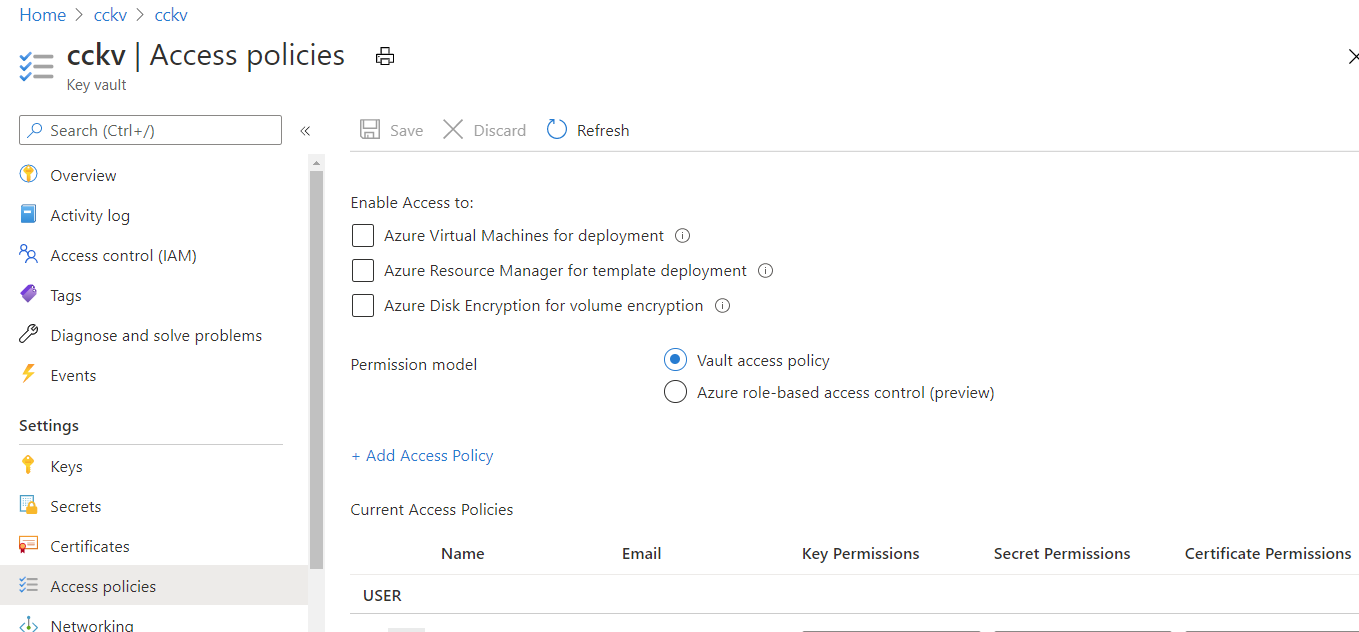 Home > cckv > cckv
cckv | Access policies
Key vault
Search (Ctrl+/)
«
Save
Discard
Refresh
Overview
Activity log
Access control (IAM)
Tags
Diagnose and solve problems
Events
Settings
Keys
Secrets
Certificates
Access policies
Networking
Enable Access to:
Azure Virtual Machines for deployment
Azure Resource Manager for template deployment
Azure Disk Encryption for volume encryption
Permission model
Vault access policy
Azure role-based access control (preview)
+ Add Access Policy
Current Access Policies
Name Email Key Permissions Secret Permissions Certificate Permissions
USER